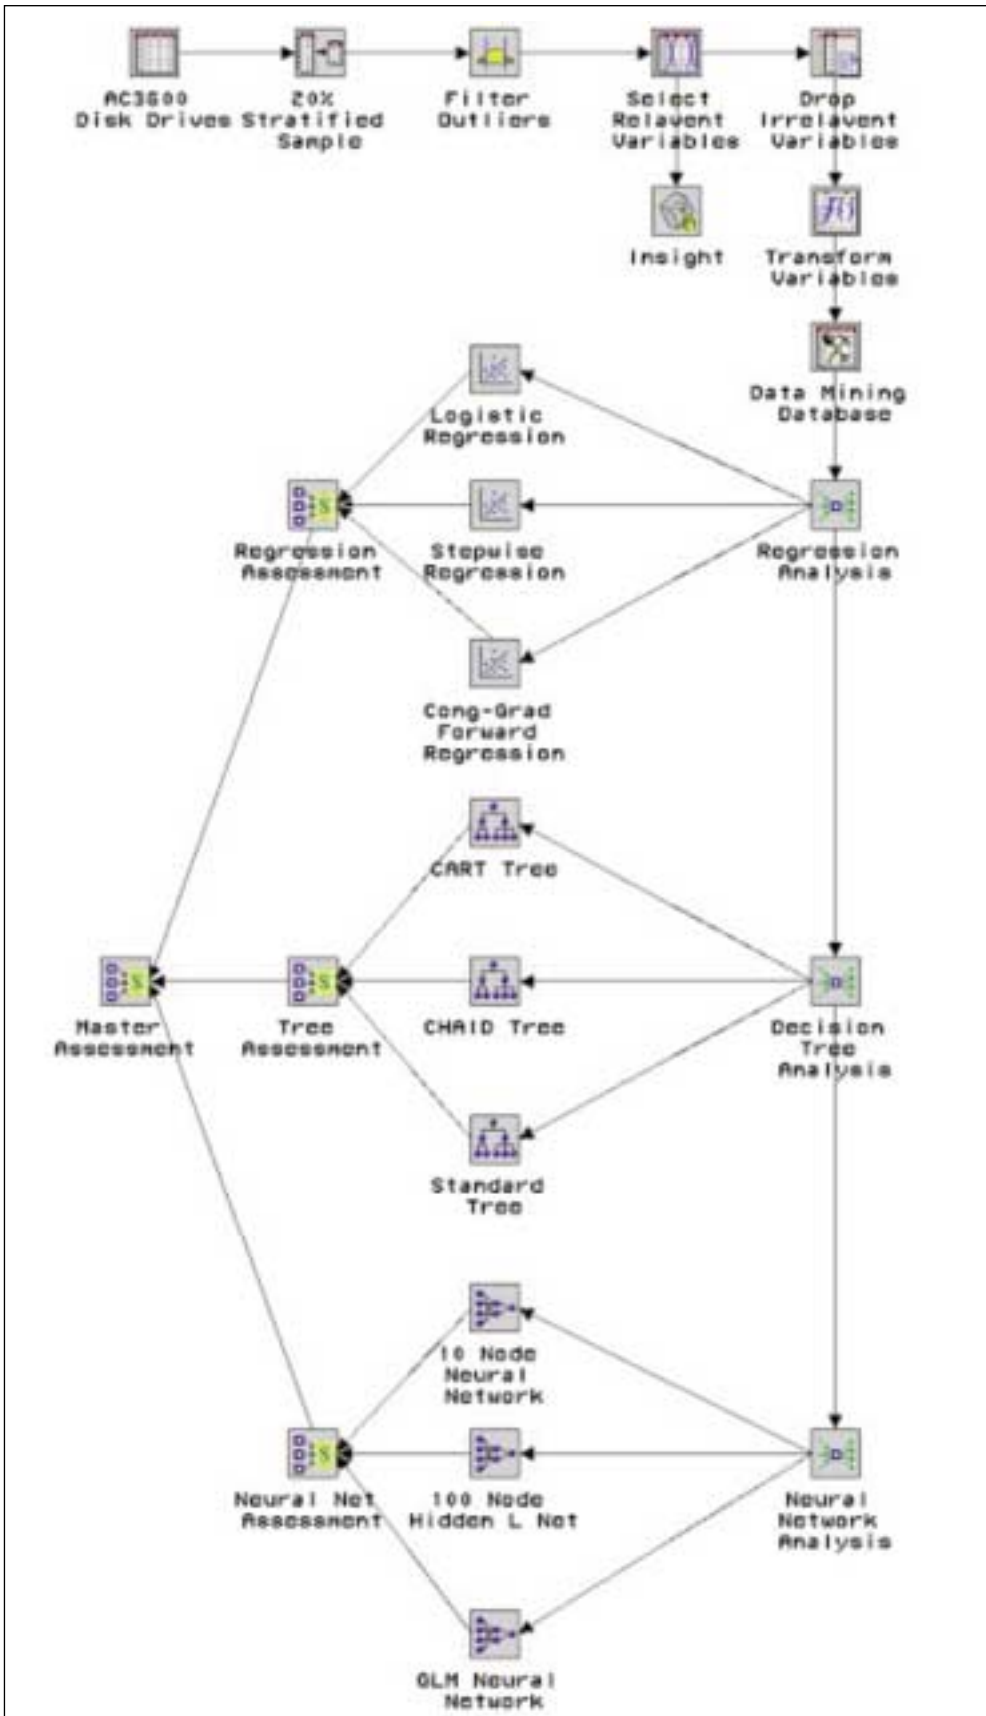 AC3600
Disk Drives
20%
Stratified
Sample
Filter
Outliers
Select
Relavent
Variables
Drop
Irrelavent
Variables
Insight
Transform
Variables
Data Mining
Database
Logistic
Regression
Regression
Assessment
Stepwise
Regression
Regression
Analysis
Cong-Grad
Forward
Regression
CART Tree
Master
Assessment
Tree
Assessment
CHAID Tree
Decision
Tree
Analysis
Standard
Tree
10 Node
Neural
Network
Neural Net
Assessment
100 Node
Hidden L Net
Neural
Network
Analysis
GLM Neural
Network